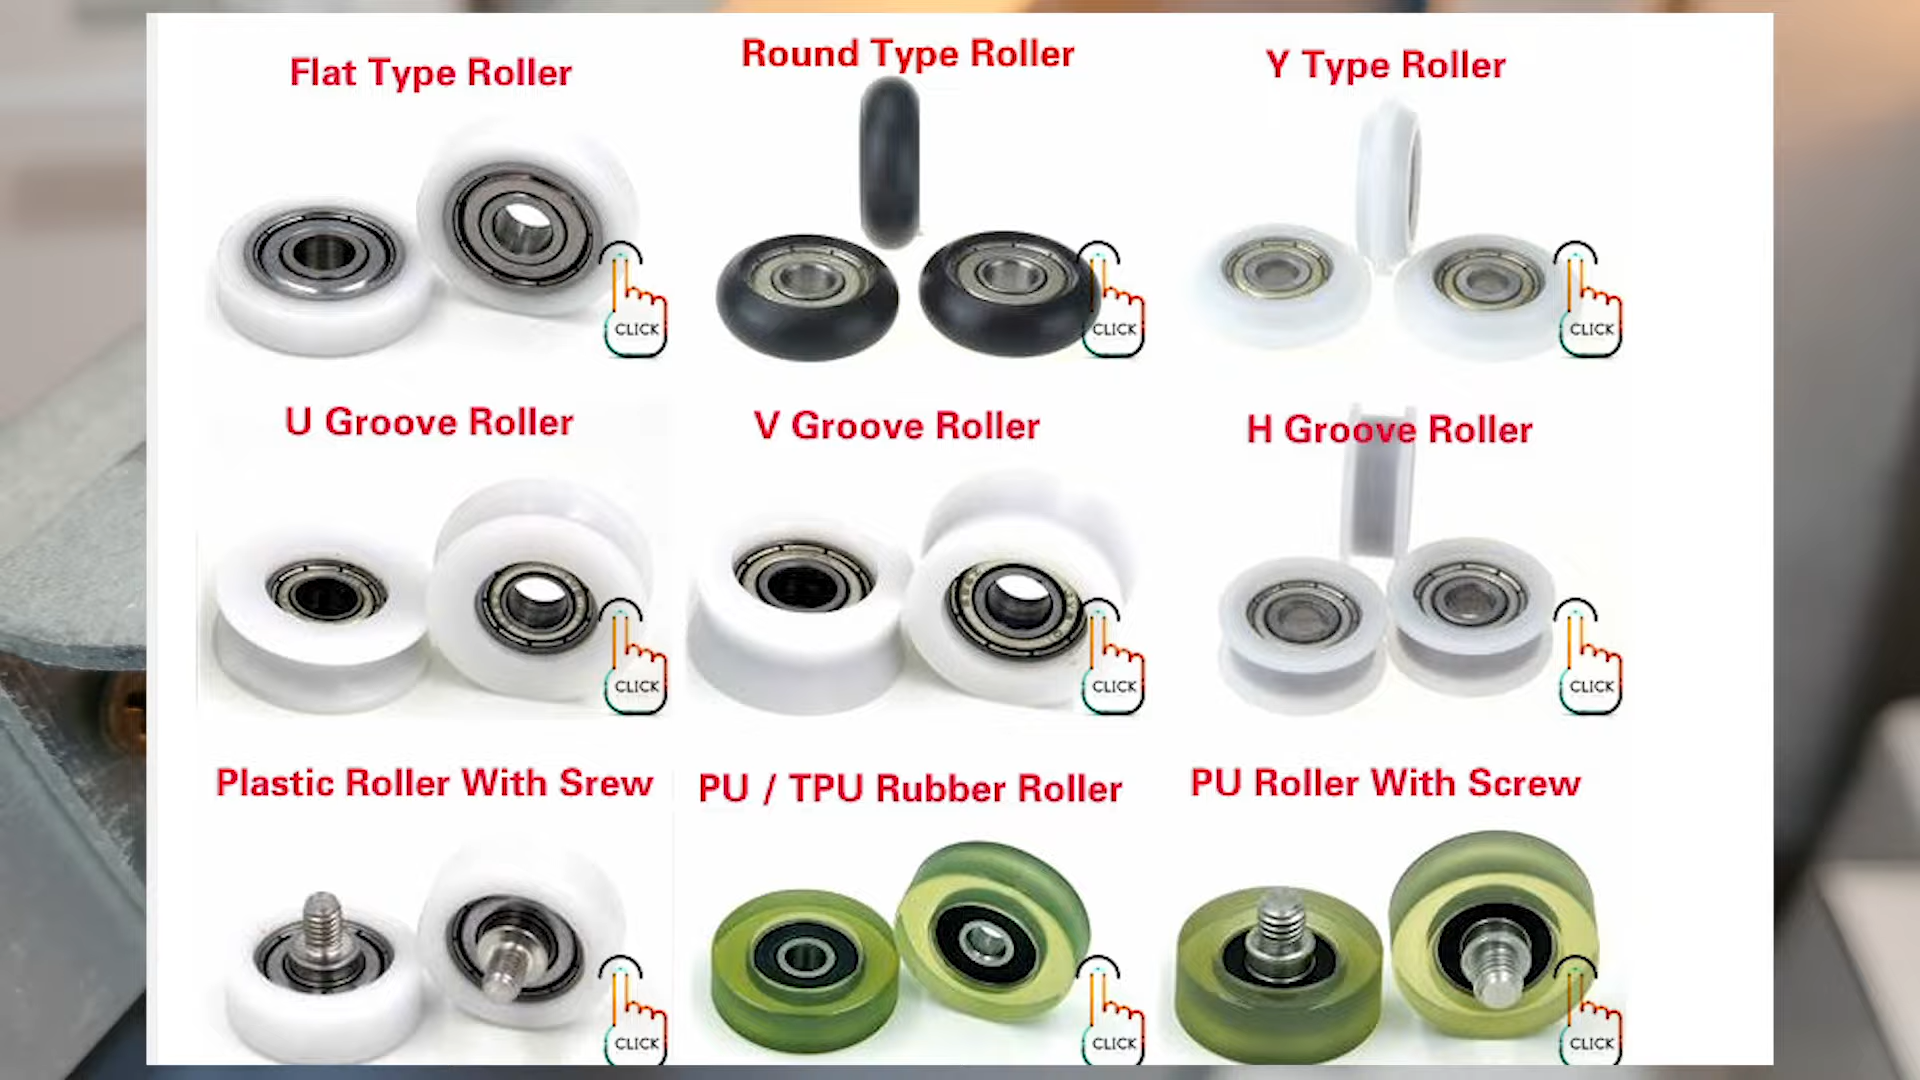 Flat Type Roller
Round Type Roller
Y Type Roller
CLICK
CLICK
CLICK
U Groove Roller
V Groove Roller
H Groove Roller
CLICK
CLICK
CLICK
Plastic Roller With Srew
PU / TPU Rubber Roller
PU Roller With Screw
CLICK
CLICK
CLICK